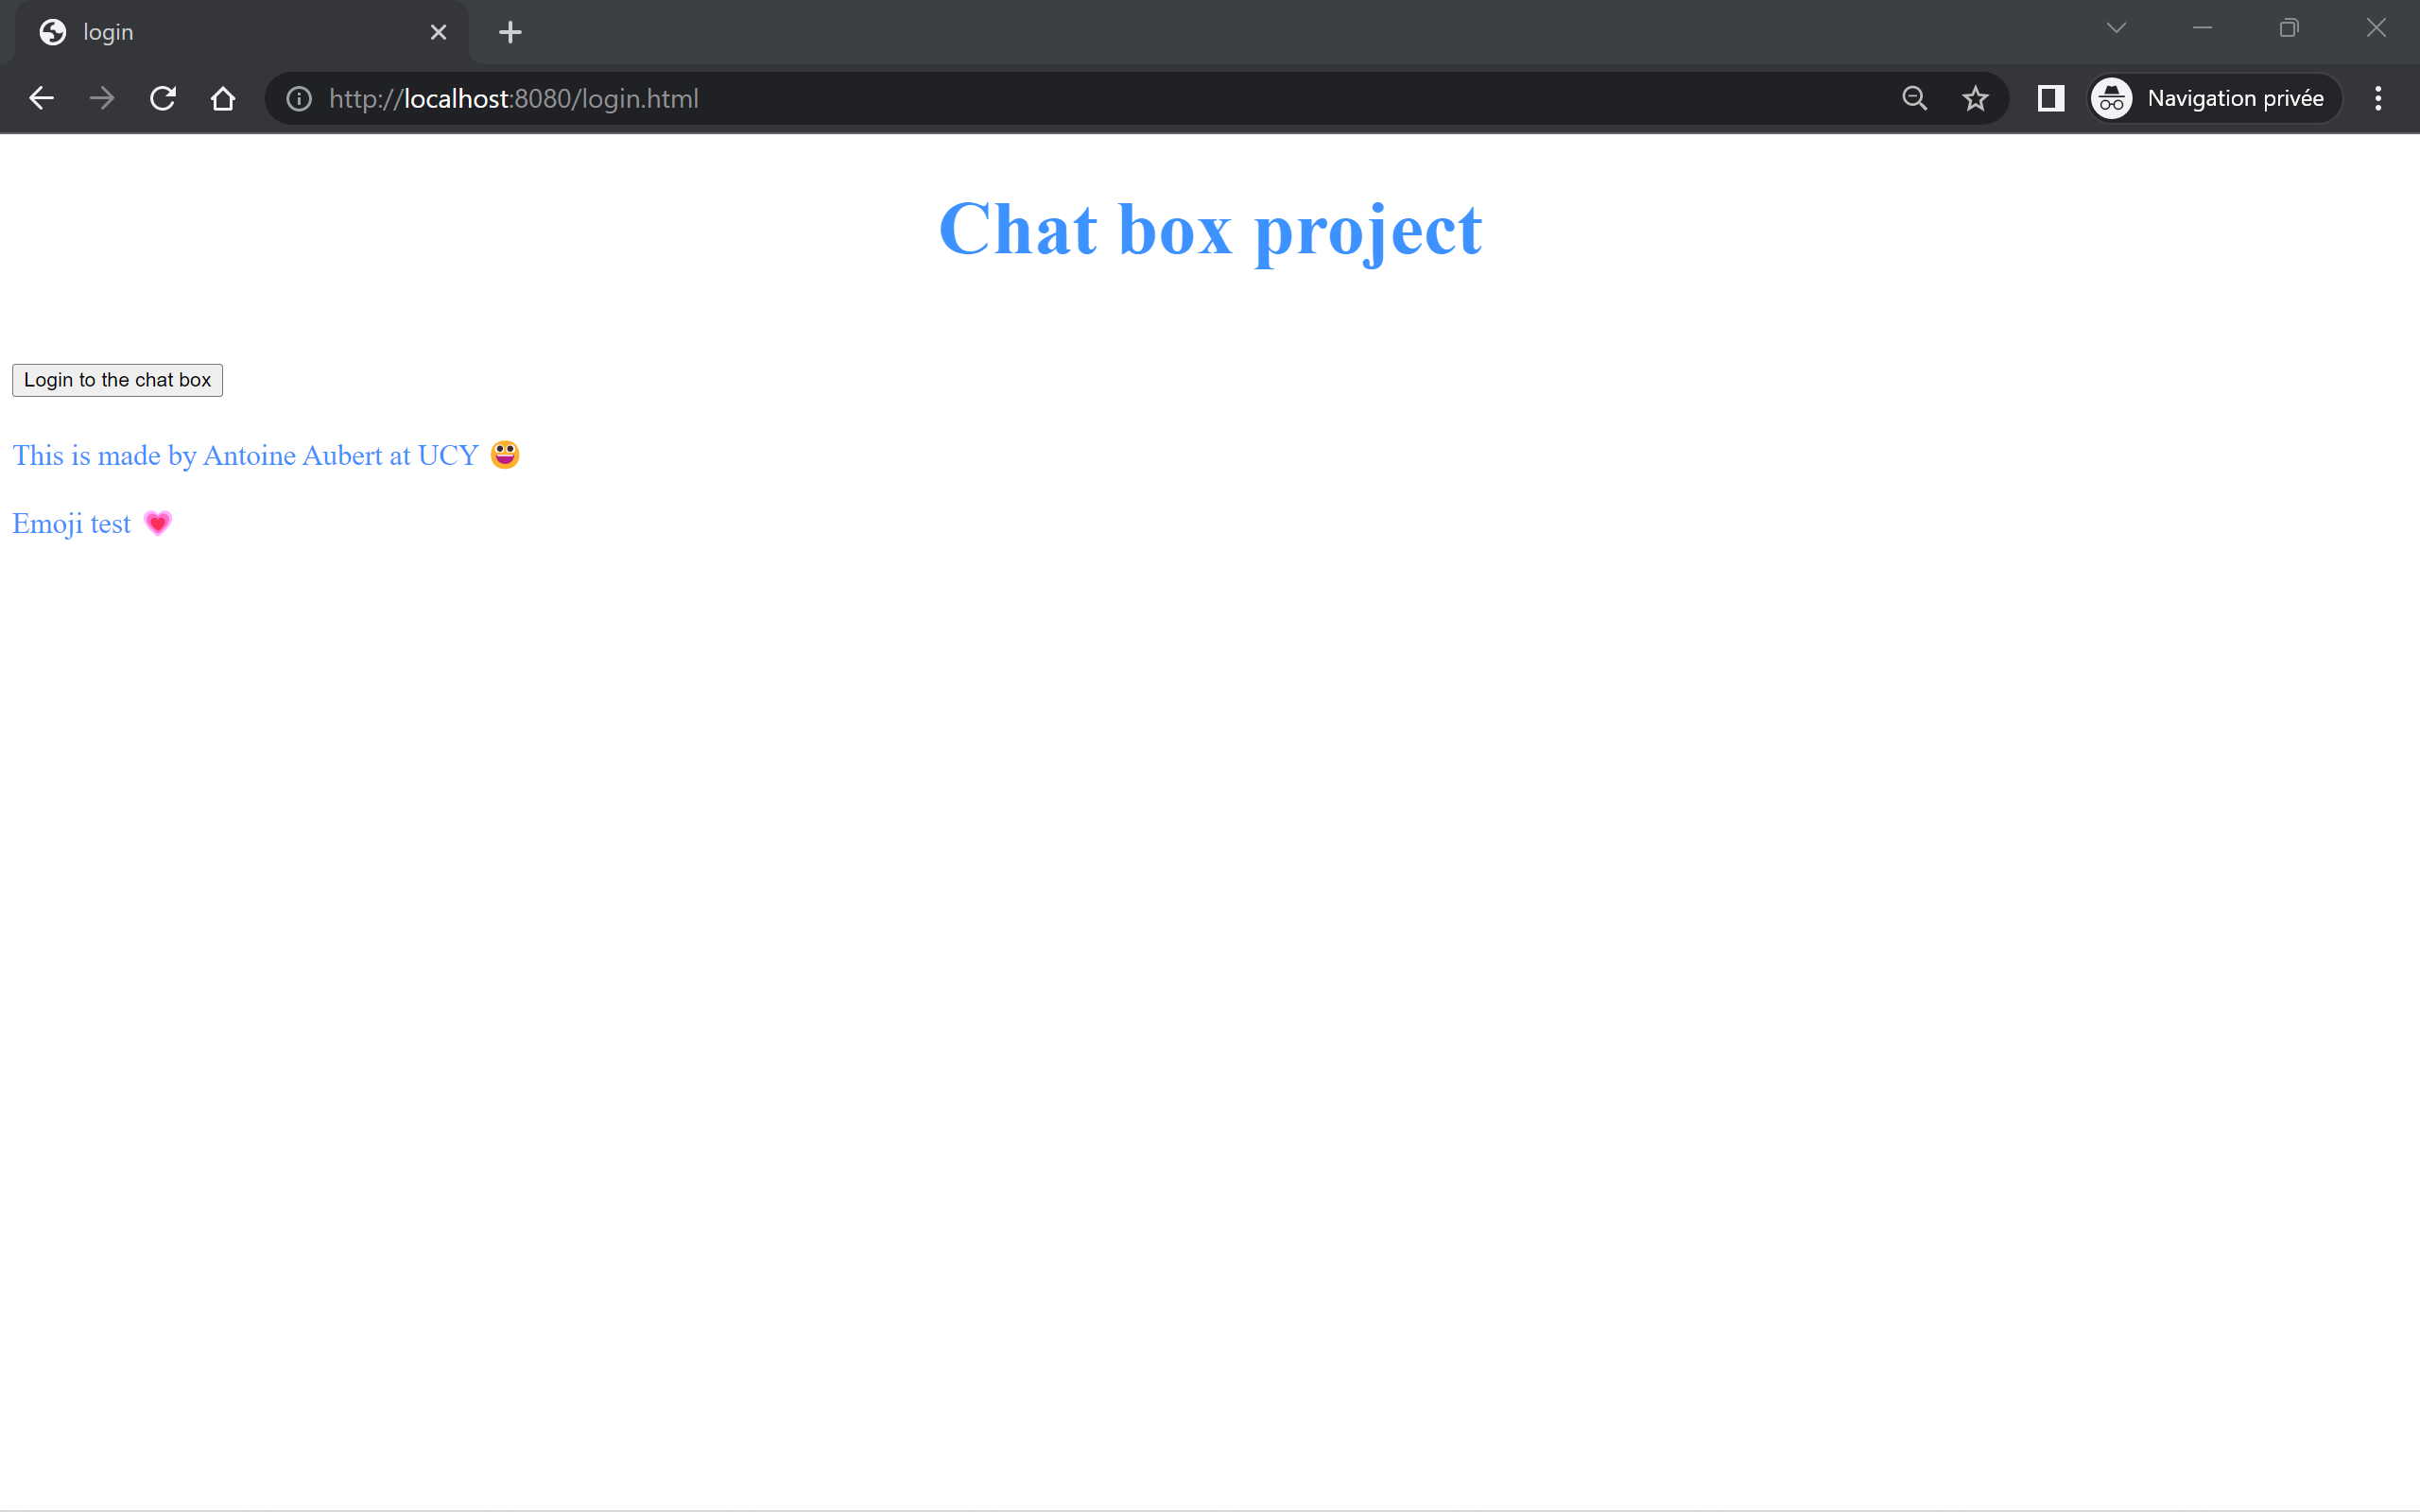 login
http://localhost:8080/login.html
Navigation privée
Chat box project
Login to the chat box
This is made by Antoine Aubert at UCY 😀
Emoji test 💗